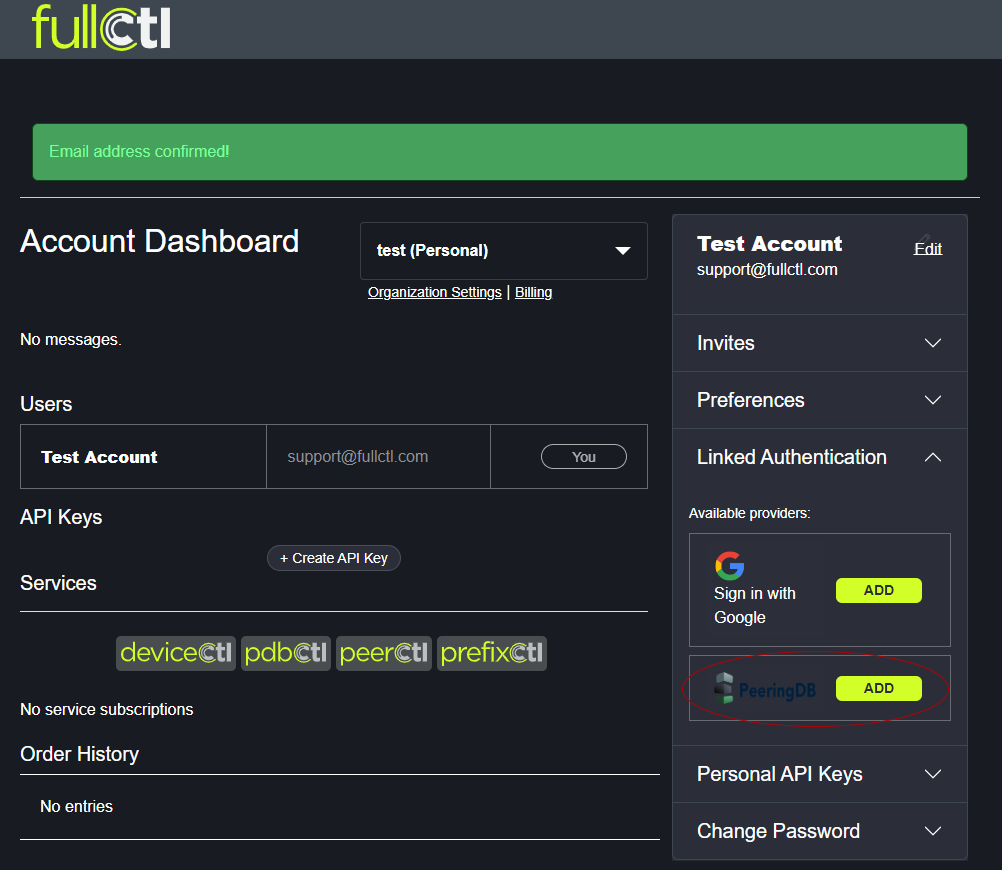 fullCtl
Email address confirmed!
Account Dashboard
test (Personal)
Organization Settings | Billing
No messages.
Users
Test Account support@fullctl.com You
API Keys
+ Create API Key
Services
deviceCtl pdbCtl peerCtl prefixCtl
No service subscriptions
Order History
No entries
Test Account
Edit
support@fullctl.com
Invites
Preferences
Linked Authentication
Available providers:
Sign in with
Google
ADD
PeeringDB ADD
Personal API Keys
Change Password